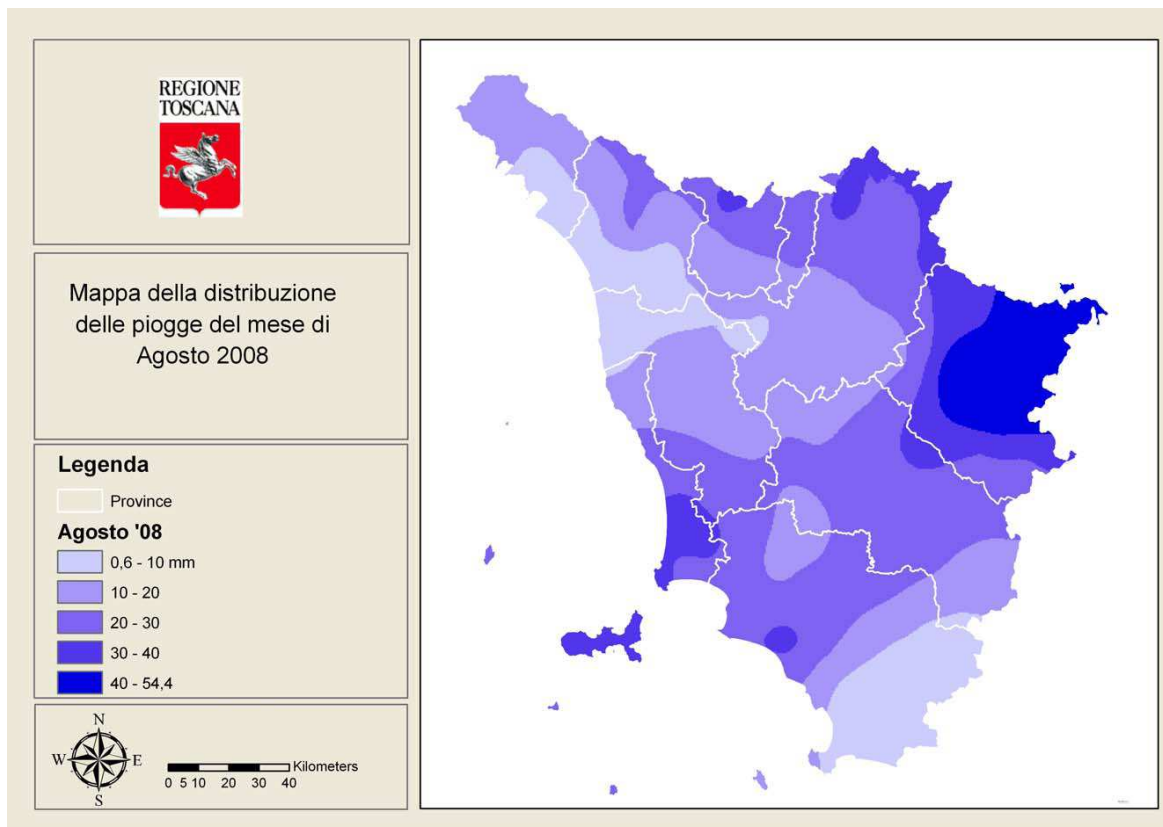 REGIONE
TOSCANA
Mappa della distribuzione
delle piogge del mese di
Agosto 2008
Legenda
Province
Agosto '08
0,6 - 10 mm
10 - 20
20 - 30
30 - 40
40 - 54,4
N
W
E
S
Kilometers
0 5 10 20 30 40